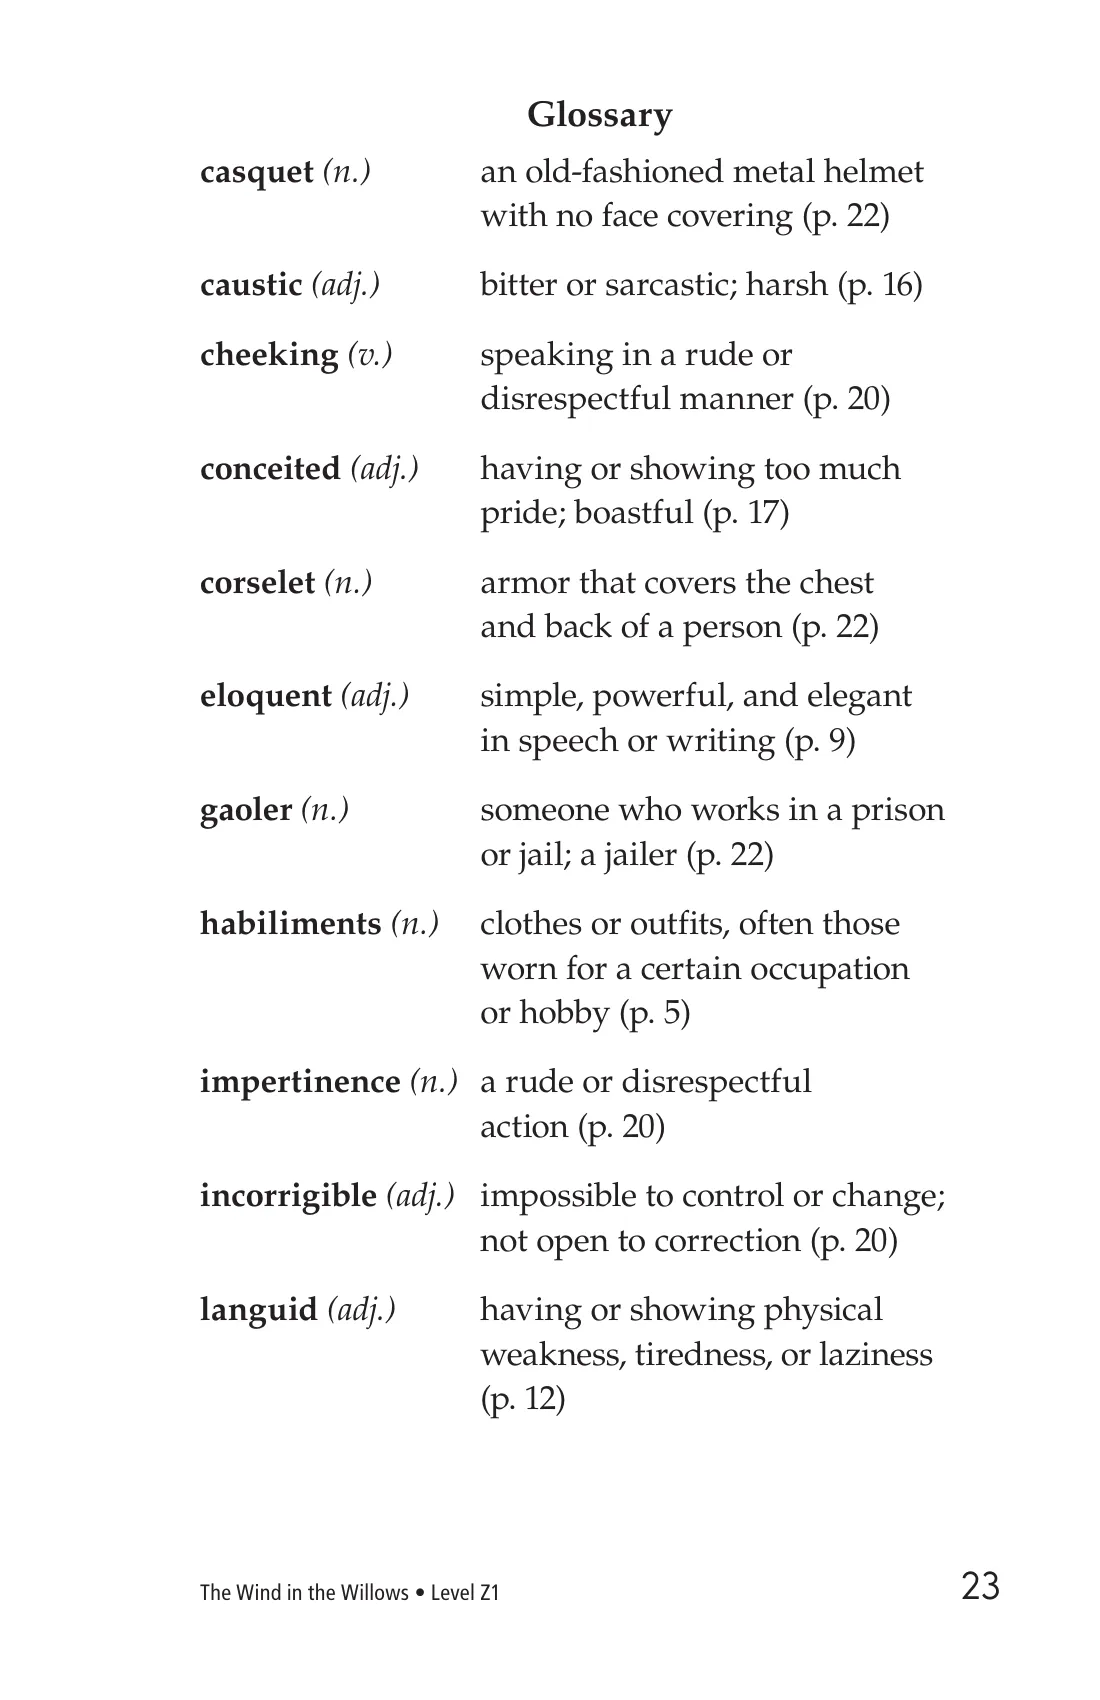 Glossary
casquet (n.) an old-fashioned metal helmet
with no face covering (p. 22)
caustic (adj.) bitter or sarcastic; harsh (p. 16)
cheeking (v.) speaking in a rude or
disrespectful manner (p. 20)
conceited (adj.) having or showing too much
pride; boastful (p. 17)
corselet (n.) armor that covers the chest
and back of a person (p. 22)
eloquent (adj.) simple, powerful, and elegant
in speech or writing (p. 9)
gaoler (n.) someone who works in a prison
or jail; a jailer (p. 22)
habiliments (n.) clothes or outfits, often those
worn for a certain occupation
or hobby (p. 5)
impertinence (n.) a rude or disrespectful
action (p. 20)
incorrigible (adj.) impossible to control or change;
not open to correction (p. 20)
languid (adj.) having or showing physical
weakness, tiredness, or laziness
(p. 12)
The Wind in the Willows • Level Z1 23